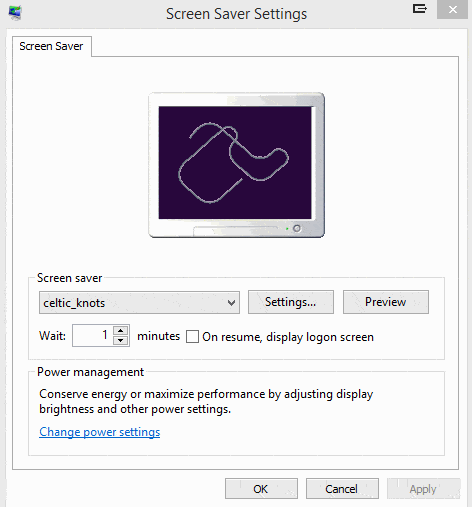 Screen Saver Settings
Screen Saver
Screen saver
celtic_knots
Settings...
Preview
Wait: 1 minutes On resume, display logon screen
Power management
Conserve energy or maximize performance by adjusting display
brightness and other power settings.
Change power settings
OK
Cancel
Apply